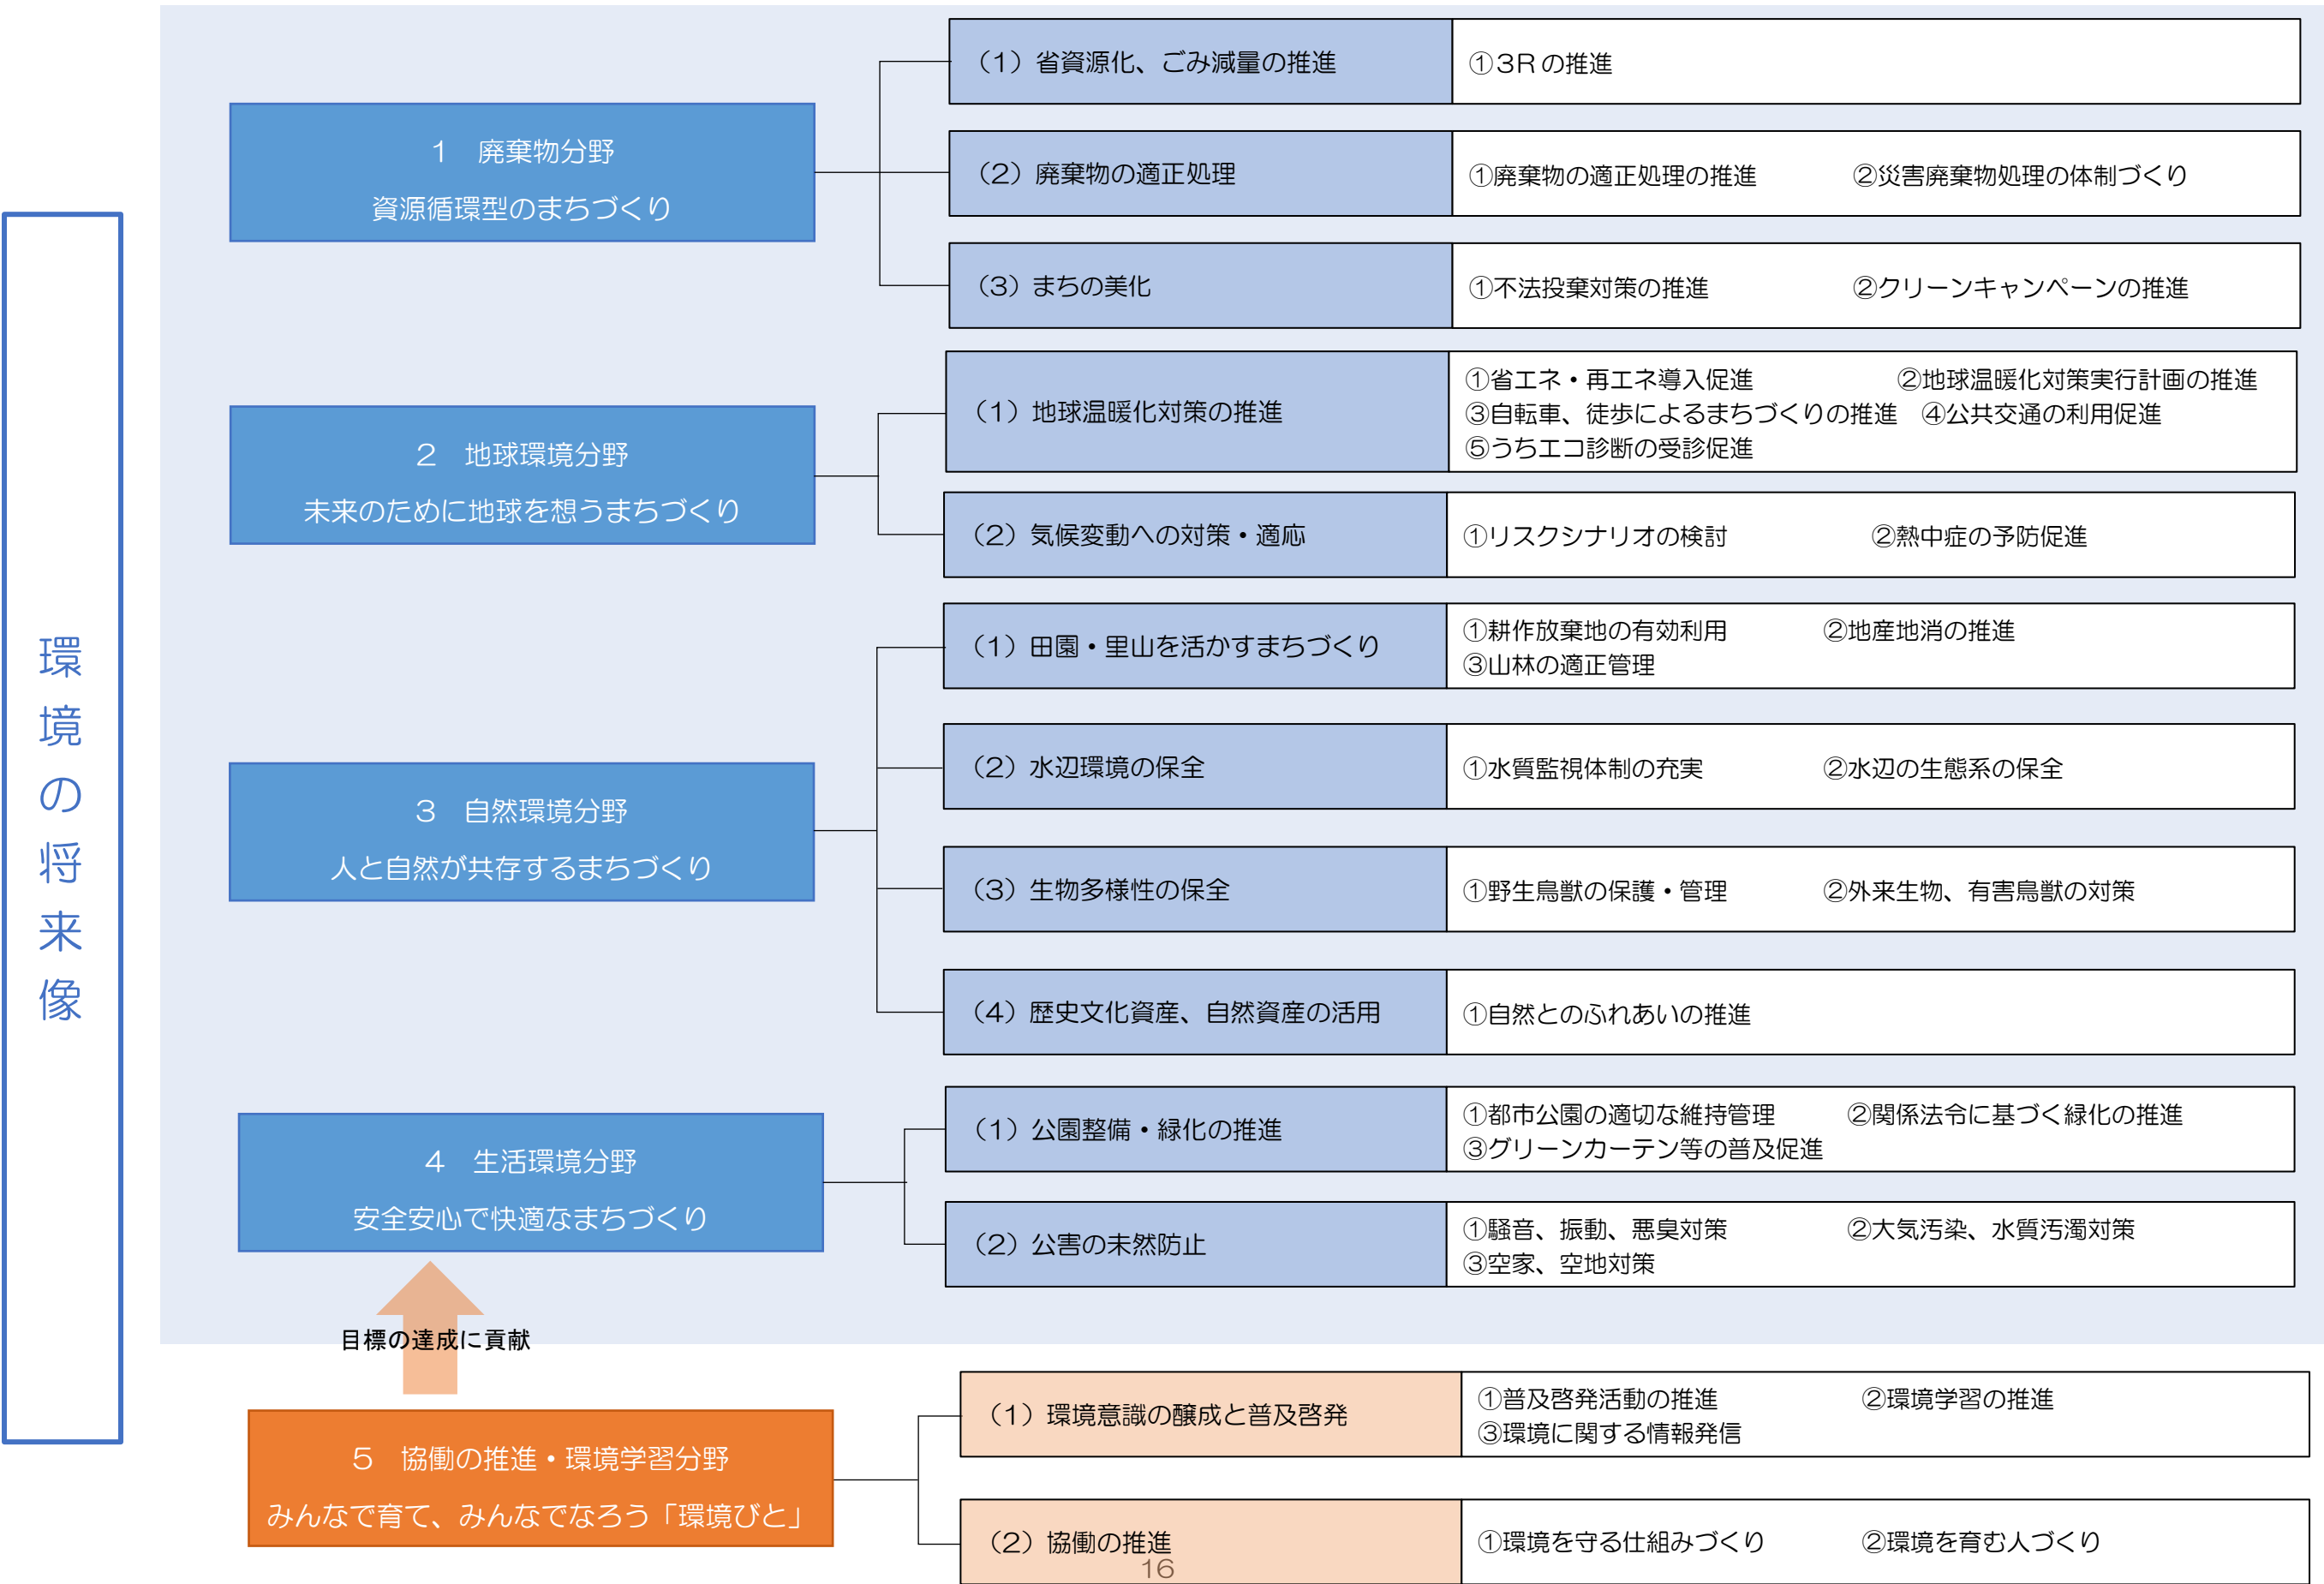 環境の将来像
1　廃棄物分野
資源循環型のまちづくり
（1）省資源化、ごみ減量の推進
①3Rの推進
（2）廃棄物の適正処理
①廃棄物の適正処理の推進　②災害廃棄物処理の体制づくり
（3）まちの美化
①不法投棄対策の推進　②クリーンキャンペーンの推進
2　地球環境分野
未来のために地球を想うまちづくり
（1）地球温暖化対策の推進
①省エネ・再エネ導入促進　②地球温暖化対策実行計画の推進
③自転車、徒歩によるまちづくりの推進　④公共交通の利用促進
⑤うちエコ診断の受診促進
（2）気候変動への対策・適応
①リスクシナリオの検討　②熱中症の予防促進
3　自然環境分野
人と自然が共存するまちづくり
（1）田園・里山を活かすまちづくり
①耕作放棄地の有効利用　②地産地消の推進
③山林の適正管理
（2）水辺環境の保全
①水質監視体制の充実　②水辺の生態系の保全
（3）生物多様性の保全
①野生鳥獣の保護・管理　②外来生物、有害鳥獣の対策
（4）歴史文化資産、自然資産の活用
①自然とのふれあいの推進
4　生活環境分野
安全安心で快適なまちづくり
（1）公園整備・緑化の推進
①都市公園の適切な維持管理　②関係法令に基づく緑化の推進
③グリーンカーテン等の普及促進
（2）公害の未然防止
①騒音、振動、悪臭対策　②大気汚染、水質汚濁対策
③空家、空地対策
目標の達成に貢献
5　協働の推進・環境学習分野
みんなで育て、みんなでなろう「環境びと」
（1）環境意識の醸成と普及啓発
①普及啓発活動の推進　②環境学習の推進
③環境に関する情報発信
（2）協働の推進
①環境を守る仕組みづくり　②環境を育む人づくり
16